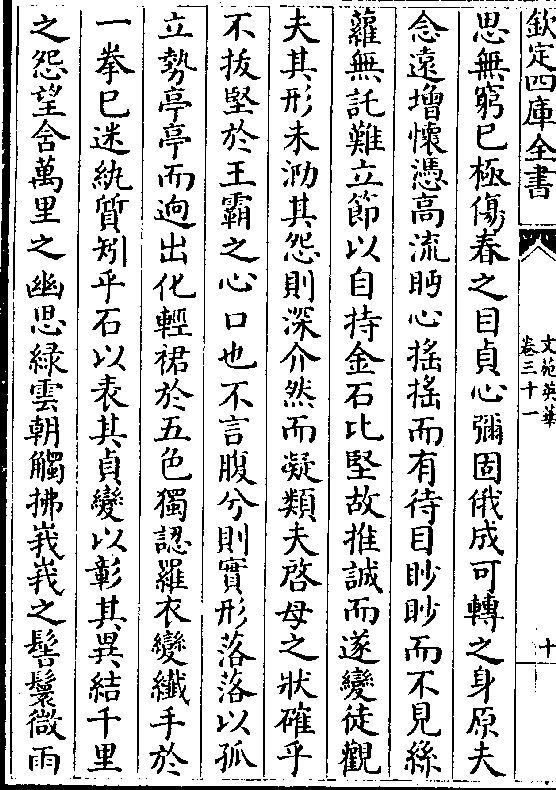 欽定四庫全書
文苑英華
卷三十一
十
思無窮已極傷春之目貞心彌固俄成可轉之身原夫
念遠增懷憑高流眄心搖搖而有待目眇眇而不見絲
蘿無託難立節以自持金石比堅故推誠而遂變徒觀
夫其形未泐其怨則深介然而凝類夫啓母之狀確乎
不抜堅於王霸之心口也不言腹兮則實形落落以孤
立勢亭亭而逈出化輕裙於五色獨認羅衣變纖手於
一拳已迷紈質矧乎石以表其貞變以彰其異結千里
之怨望含萬里之幽思綠雲朝觸拂峩峩之髻鬟微雨